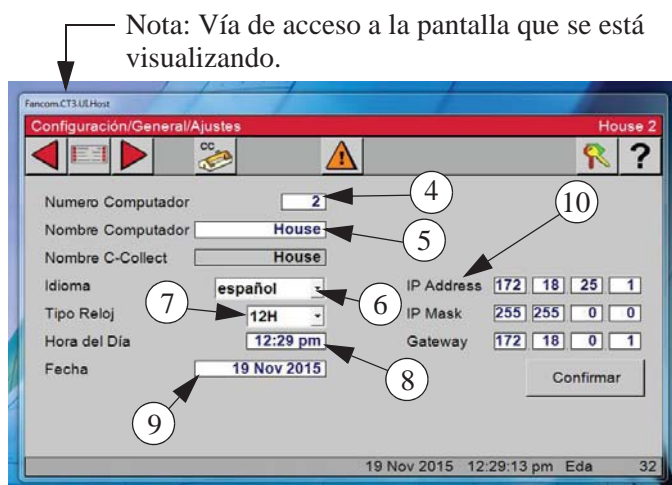 Nota: Vía de acceso a la pantalla que se está
visualizando.
Fancom.CT3.UI.Host
Configuración/General/Ajustes House 2
CC
?
Numero Computador 2 4
Nombre Computador House 5
10
Nombre C-Collect House
Idioma español 6
IP Address 172 18 25 1
7
Tipo Reloj 12H
IP Mask 255 255 0 0
Hora del Día 12:29 pm 8
Gateway 172 18 0 1
Fecha 19 Nov 2015 9
Confirmar
19 Nov 2015 12:29:13 pm Eda 32